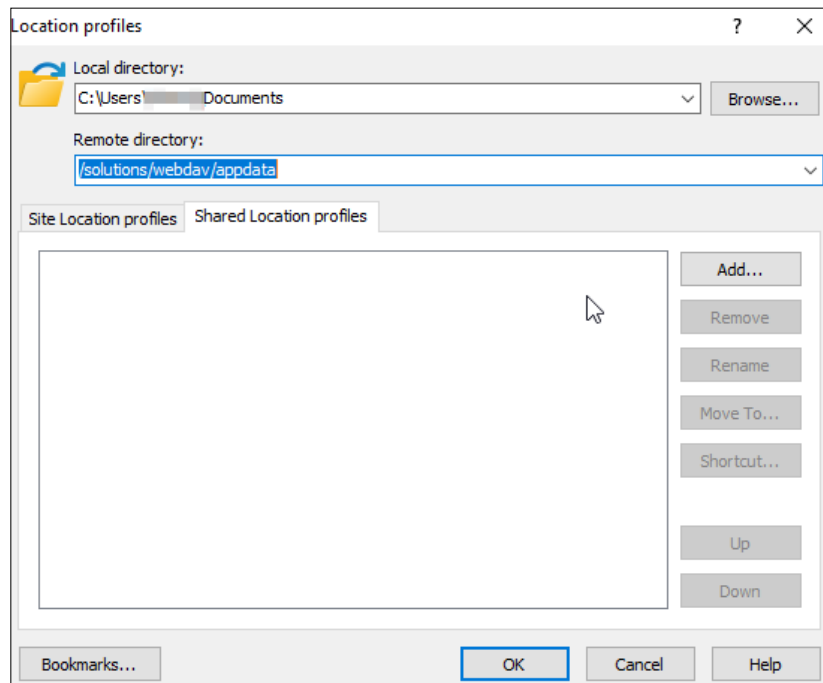 Location profiles ?
Local directory:
C:\Users\ Documents
Browse...
Remote directory:
/solutions/webdav/appdata
Site Location profiles Shared Location profiles
Add...
Remove
Rename
Move To...
Shortcut...
Up
Down
Bookmarks... OK Cancel Help